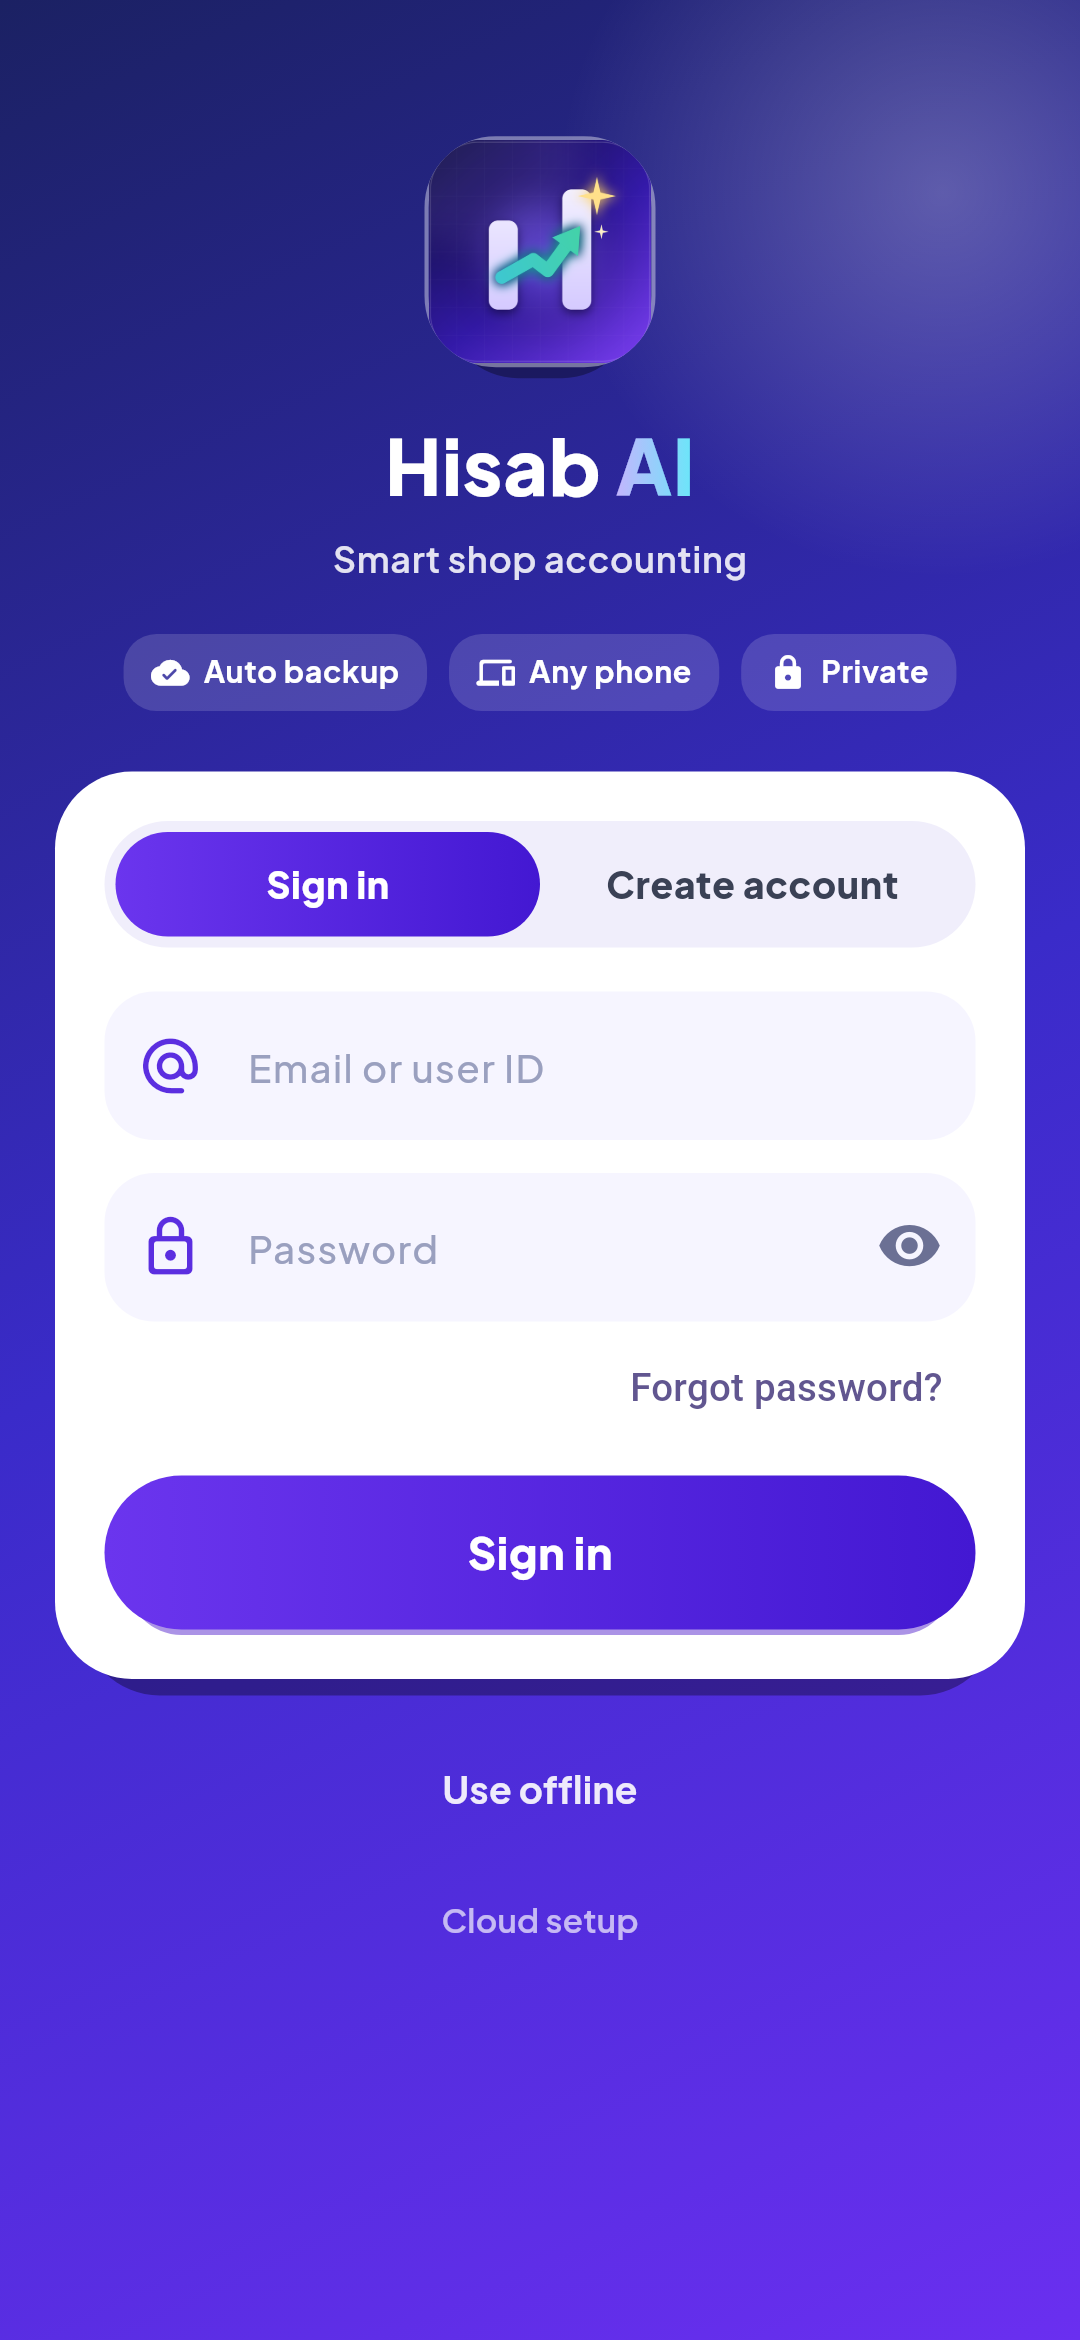 Hisab AI
Smart shop accounting
Auto backup
Any phone
Private
Sign in
Create account
Email or user ID
Password
Forgot password?
Sign in
Use offline
Cloud setup